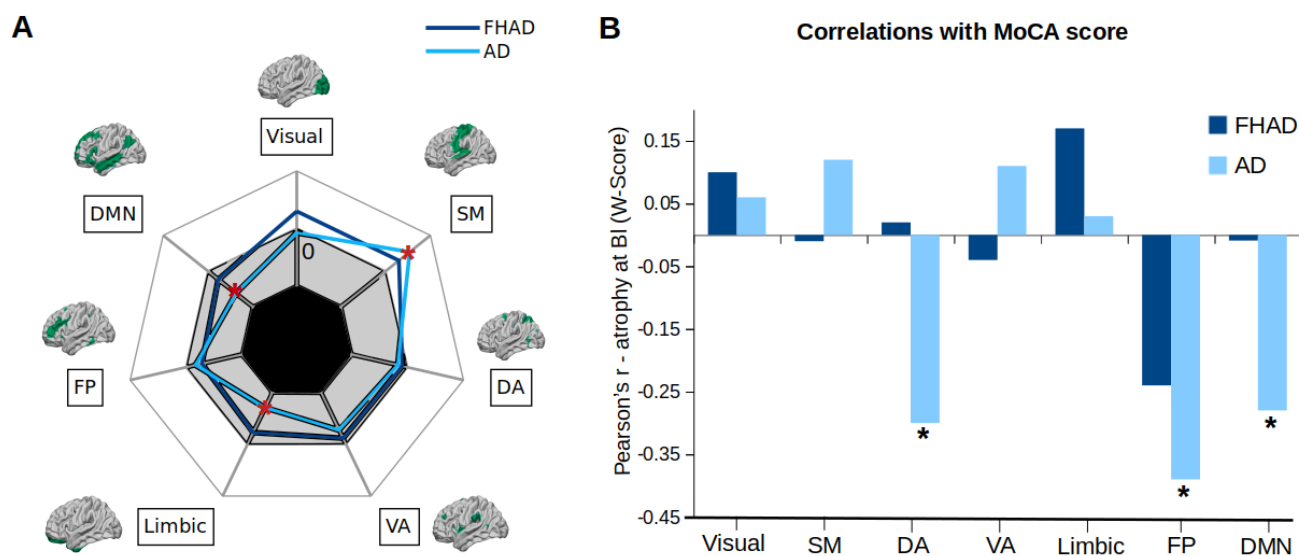 A
FHAD
AD
Visual
DMN
SM
0
FP
DA
Limbic
VA
B
Correlations with MoCA score
Pearson's r - atrophy at Bl (W-Score)
FHAD
AD
0.15
0.05
-0.05
-0.15
-0.25
-0.35
-0.45
*
*
*
Visual SM DA VA Limbic FP DMN